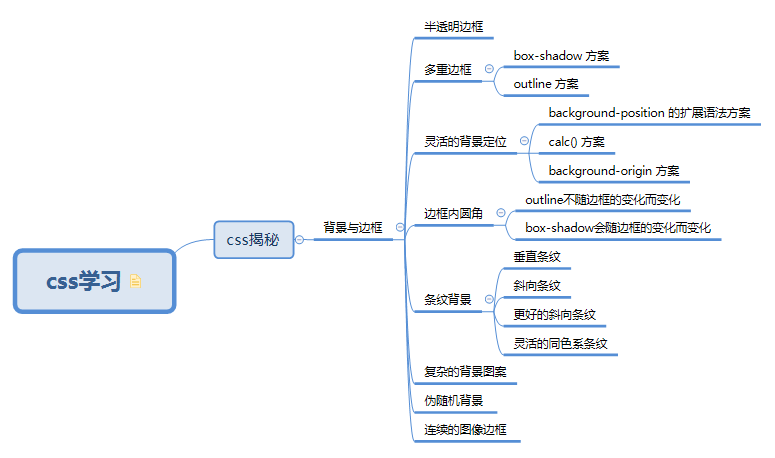 css学习
css揭秘
背景与边框
半透明边框
多重边框
box-shadow 方案
outline 方案
灵活的背景定位
background-position 的扩展语法方案
calc() 方案
background-origin 方案
边框内圆角
outline不随边框的变化而变化
box-shadow会随边框的变化而变化
条纹背景
垂直条纹
斜向条纹
更好的斜向条纹
灵活的同色系条纹
复杂的背景图案
伪随机背景
连续的图像边框